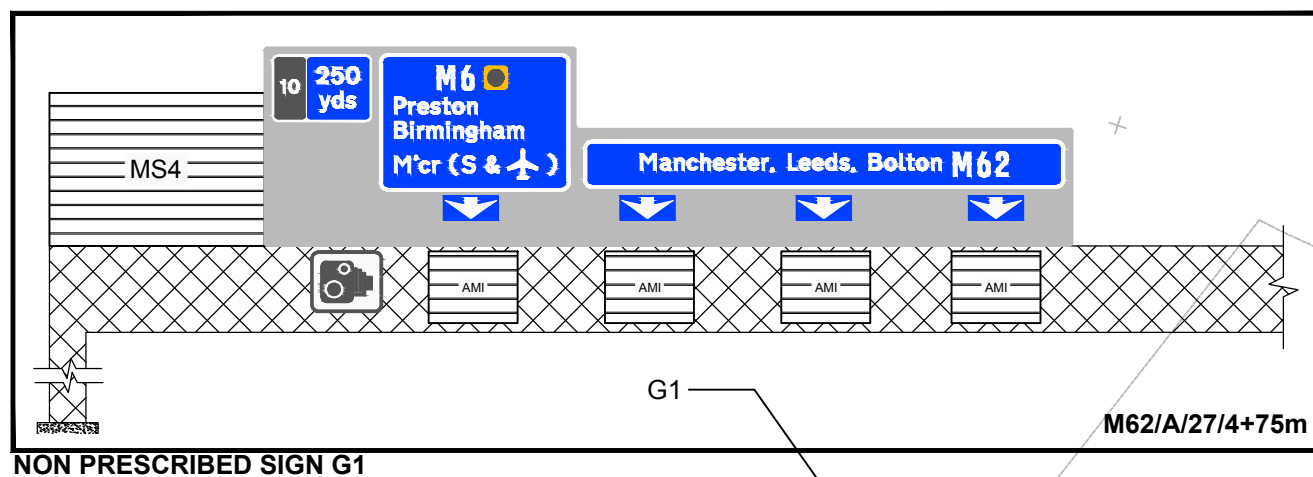 MS4
10
250
yds
M6
Preston
Birmingham
M'cr (S & )
Manchester, Leeds, Bolton M62
AMI
AMI
AMI
AMI
G1
M62/A/27/4+75m
NON PRESCRIBED SIGN G1